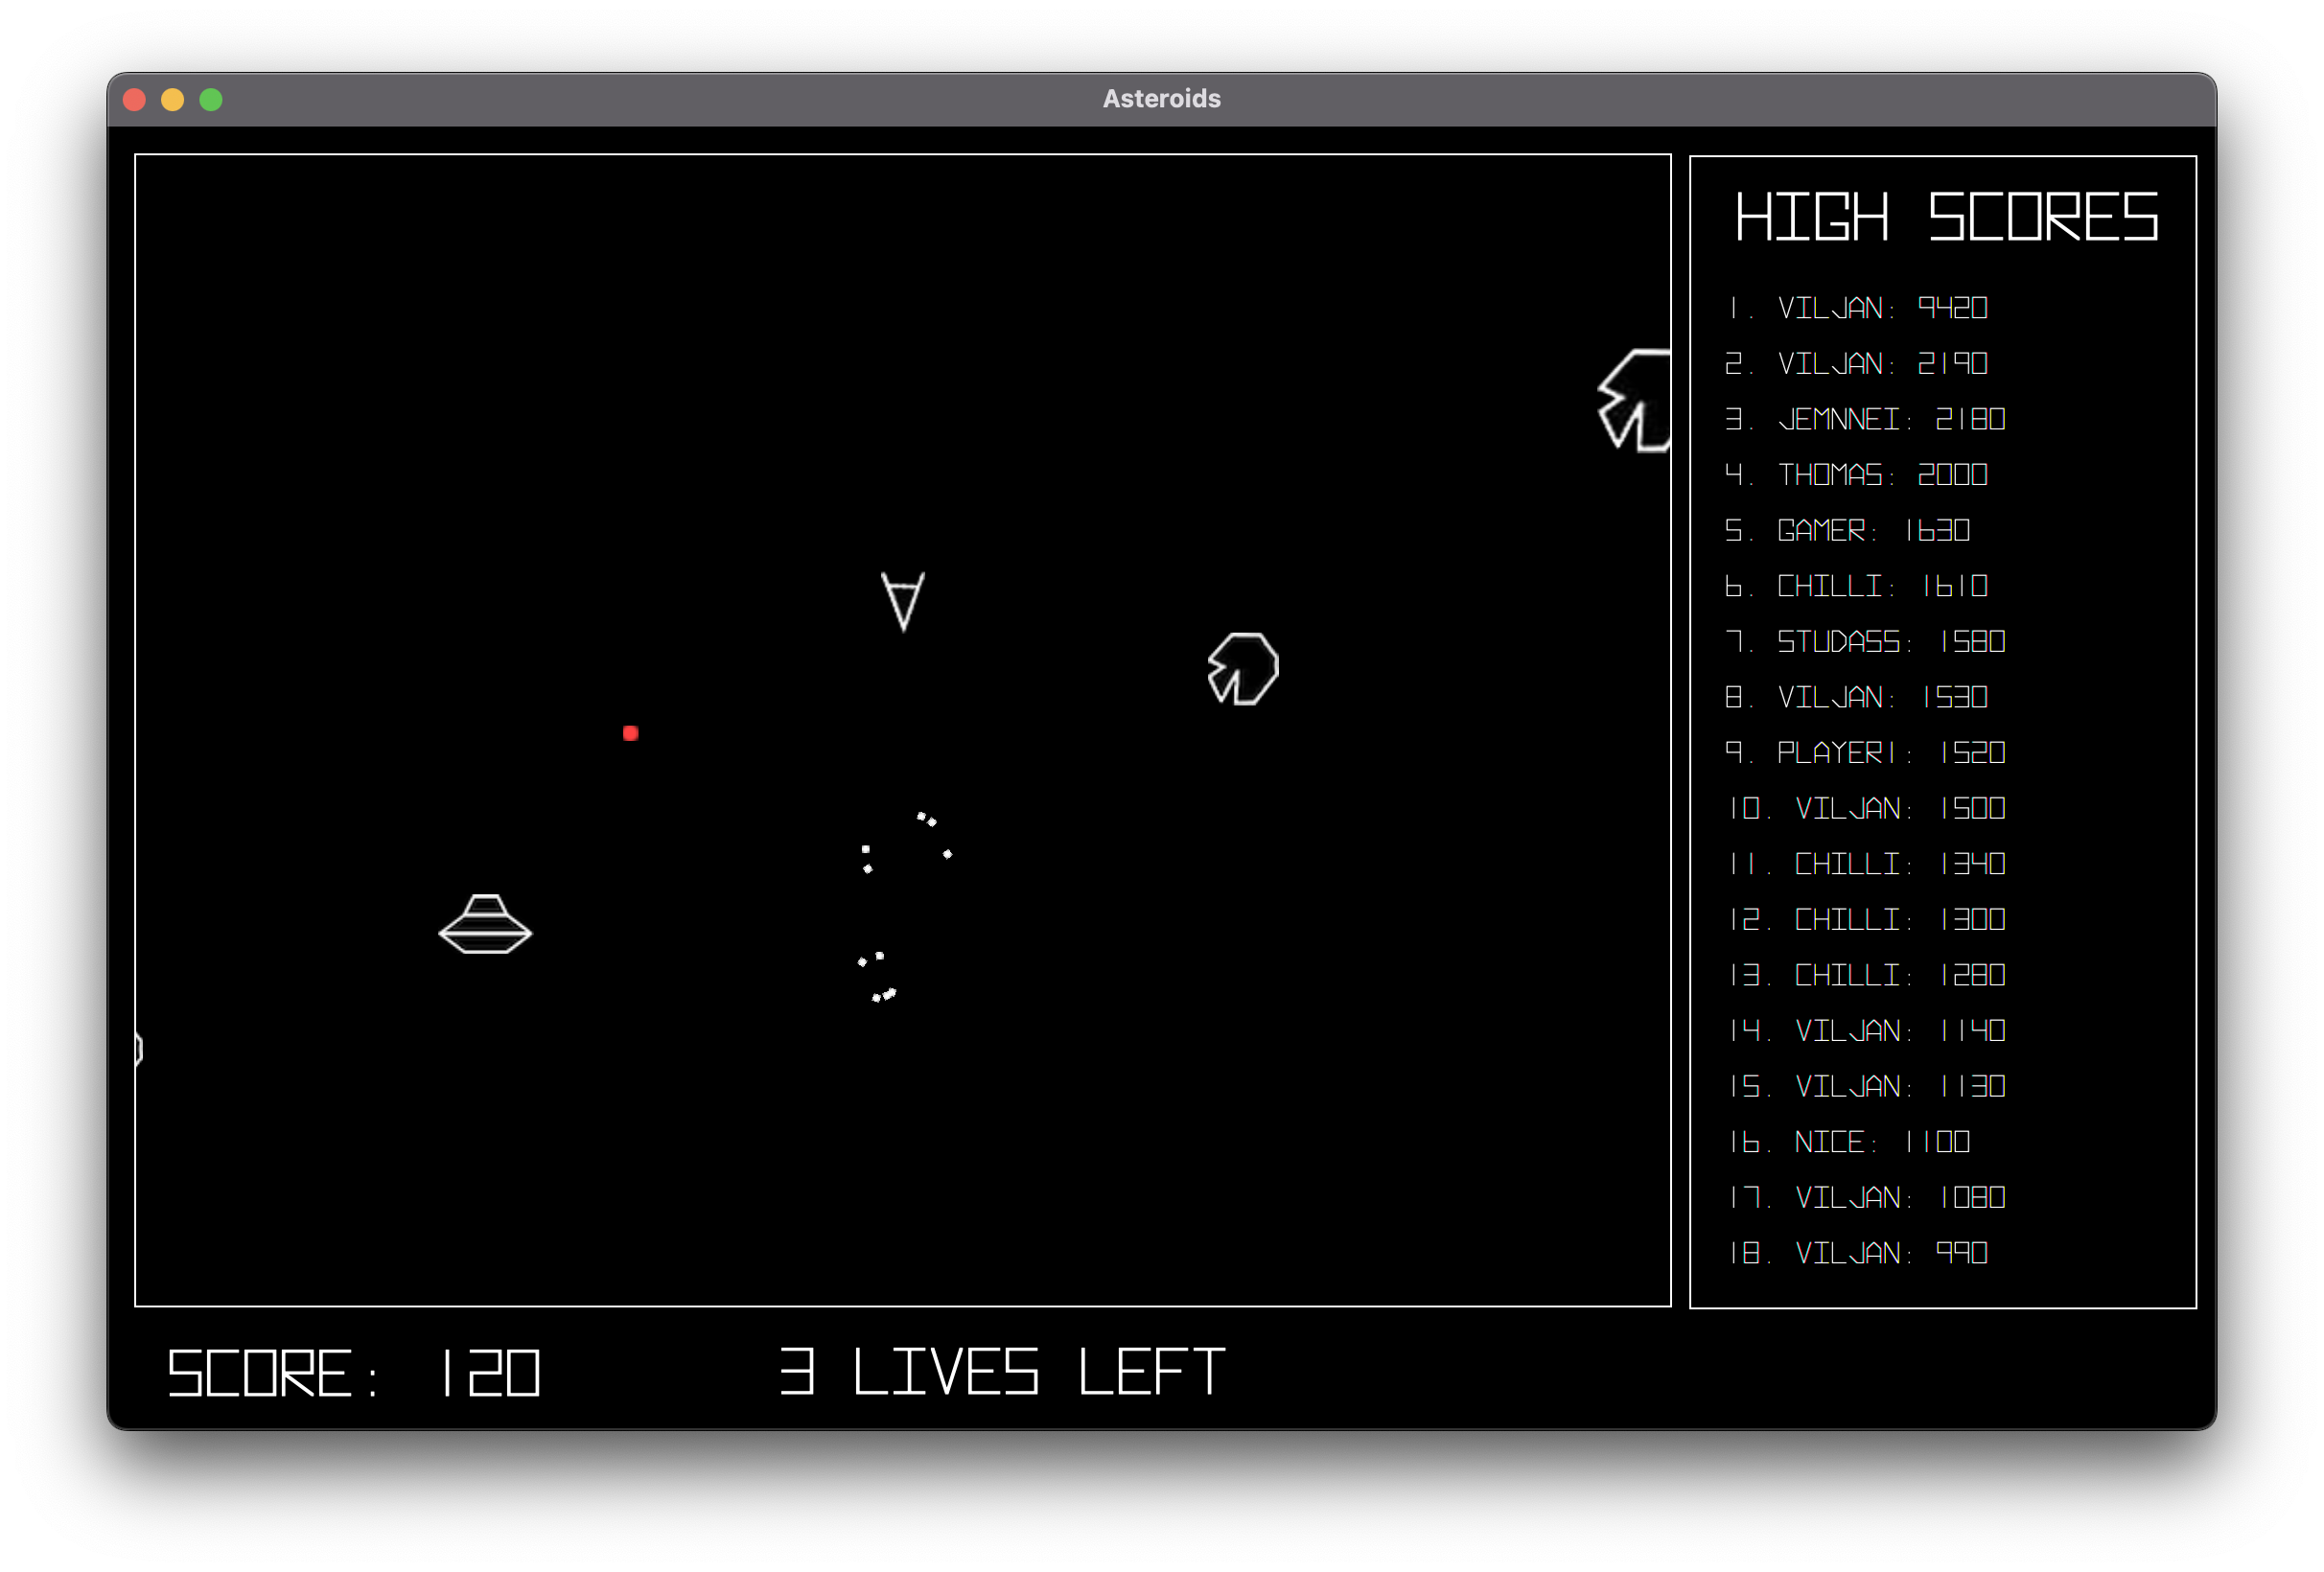 Asteroids
HIGH SCORES
1. VILJAN: 9420
2. VILJAN: 2190
3. JEMNNEI: 2180
4. THOMAS: 2000
5. GAMER: 1630
6. CHILLI: 1610
7. STUDASS: 1580
8. VILJAN: 1530
9. PLAYER1: 1520
10. VILJAN: 1500
11. CHILLI: 1340
12. CHILLI: 1300
13. CHILLI: 1280
14. VILJAN: 1140
15. VILJAN: 1130
16. NICE: 1100
17. VILJAN: 1080
18. VILJAN: 990
SCORE: 120
3 LIVES LEFT